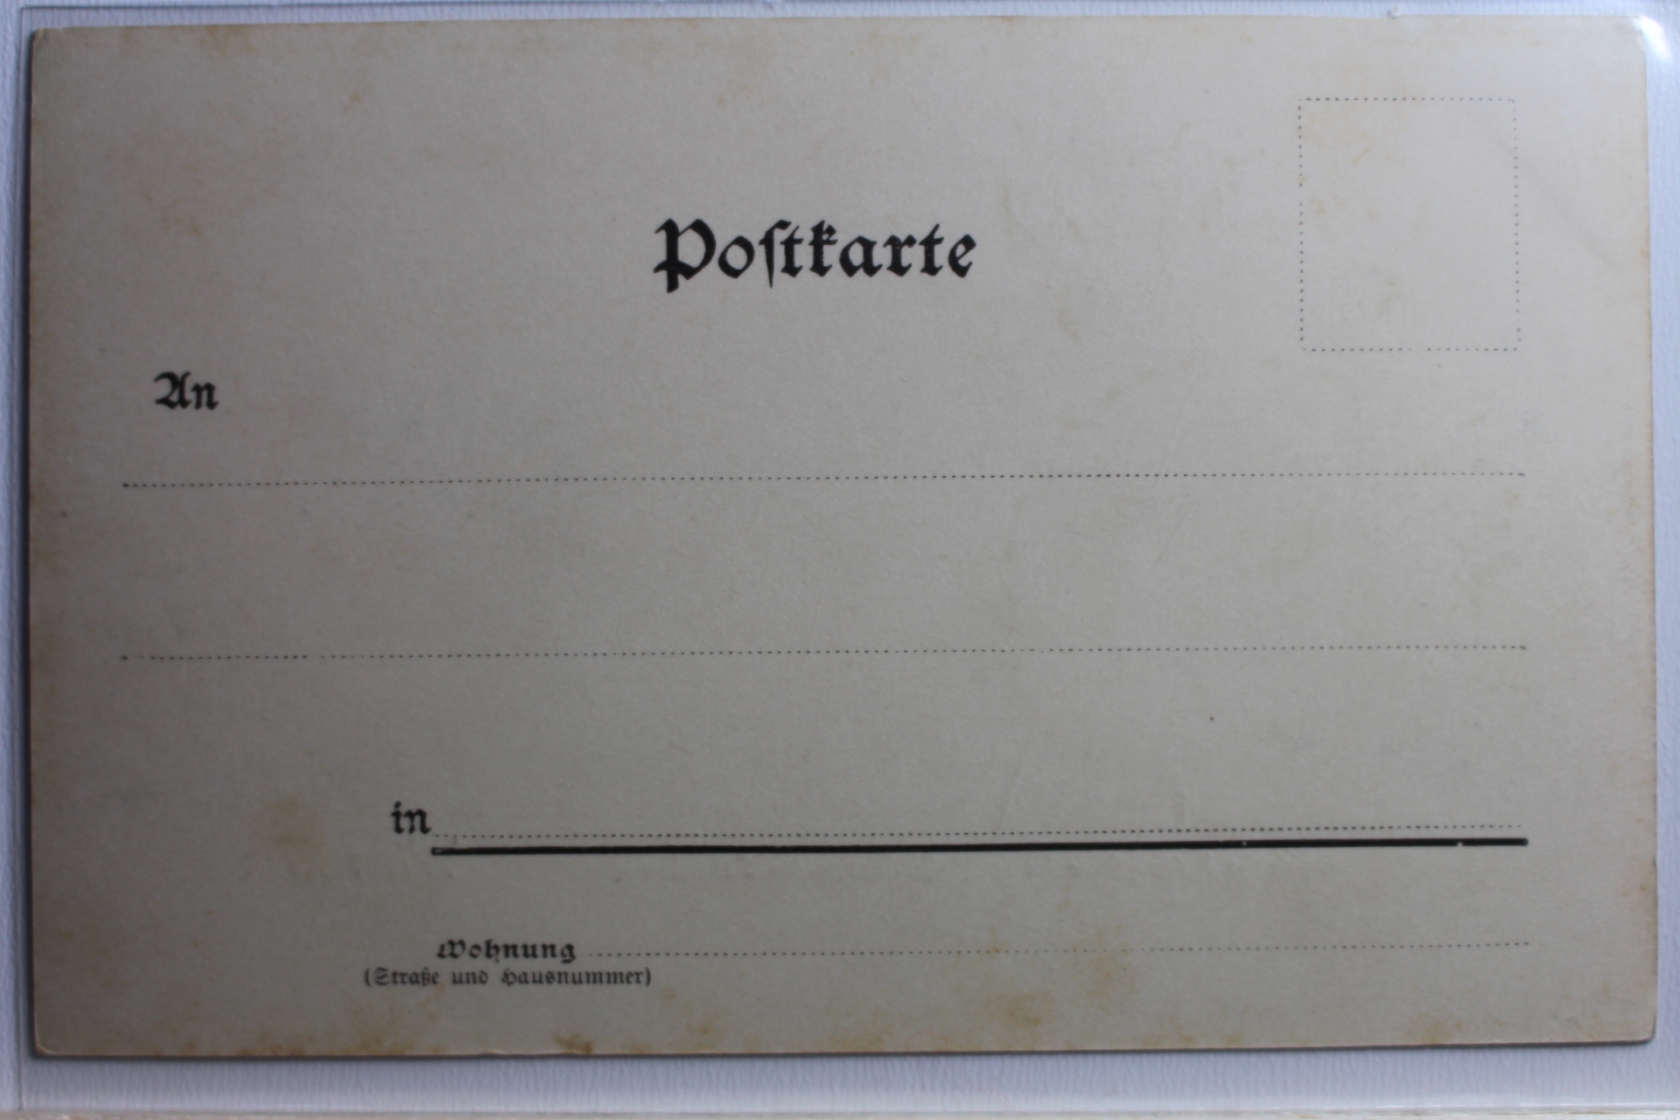 Poſtkarte
An
in
Wohnung
(Straße und Hausnummer)